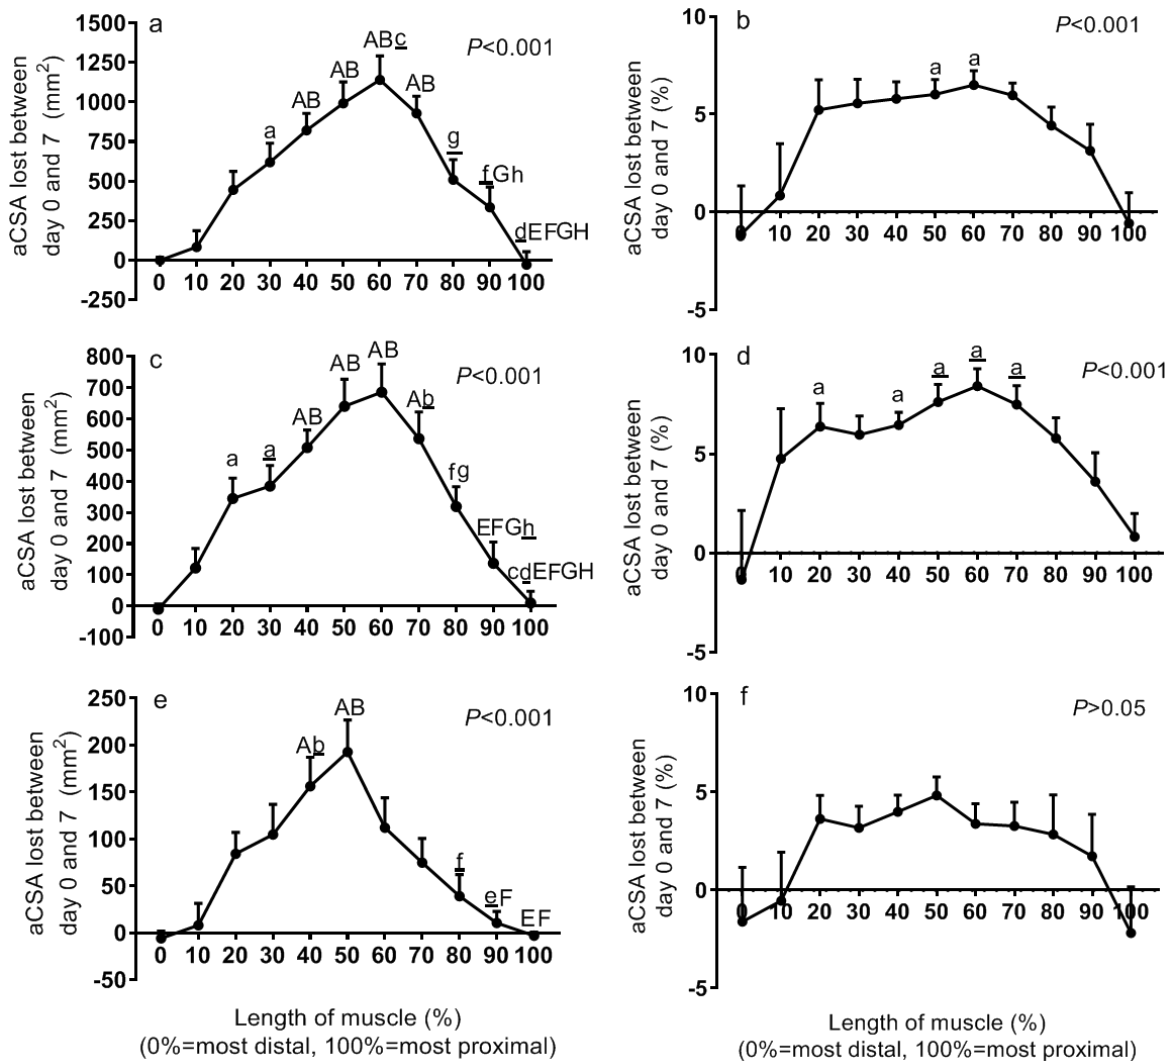 a
P<0.001
aCSA lost between
day 0 and 7 (mm²)
1500
1250
1000
750
500
250
0
-250
a
AB
AB
ABc
AB
g
fGh
dEFGH
0 10 20 30 40 50 60 70 80 90 100
b
P<0.001
aCSA lost between
day 0 and 7 (%)
10
5
0
-5
a a
0 10 20 30 40 50 60 70 80 90 100
c
P<0.001
aCSA lost between
day 0 and 7 (mm²)
800
700
600
500
400
300
200
100
0
-100
a
a
AB
AB
AB
Ab
fg
EFGh
cdEFGH
0 10 20 30 40 50 60 70 80 90 100
d
P<0.001
aCSA lost between
day 0 and 7 (%)
10
5
0
-5
a a a a a
0 10 20 30 40 50 60 70 80 90 100
e
P<0.001
aCSA lost between
day 0 and 7 (mm²)
250
200
150
100
50
0
-50
Ab
AB
f
eF
EF
0 10 20 30 40 50 60 70 80 90 100
Length of muscle (%)
(0%=most distal, 100%=most proximal)
f
P>0.05
aCSA lost between
day 0 and 7 (%)
10
5
0
-5
0 10 20 30 40 50 60 70 80 90 100
Length of muscle (%)
(0%=most distal, 100%=most proximal)